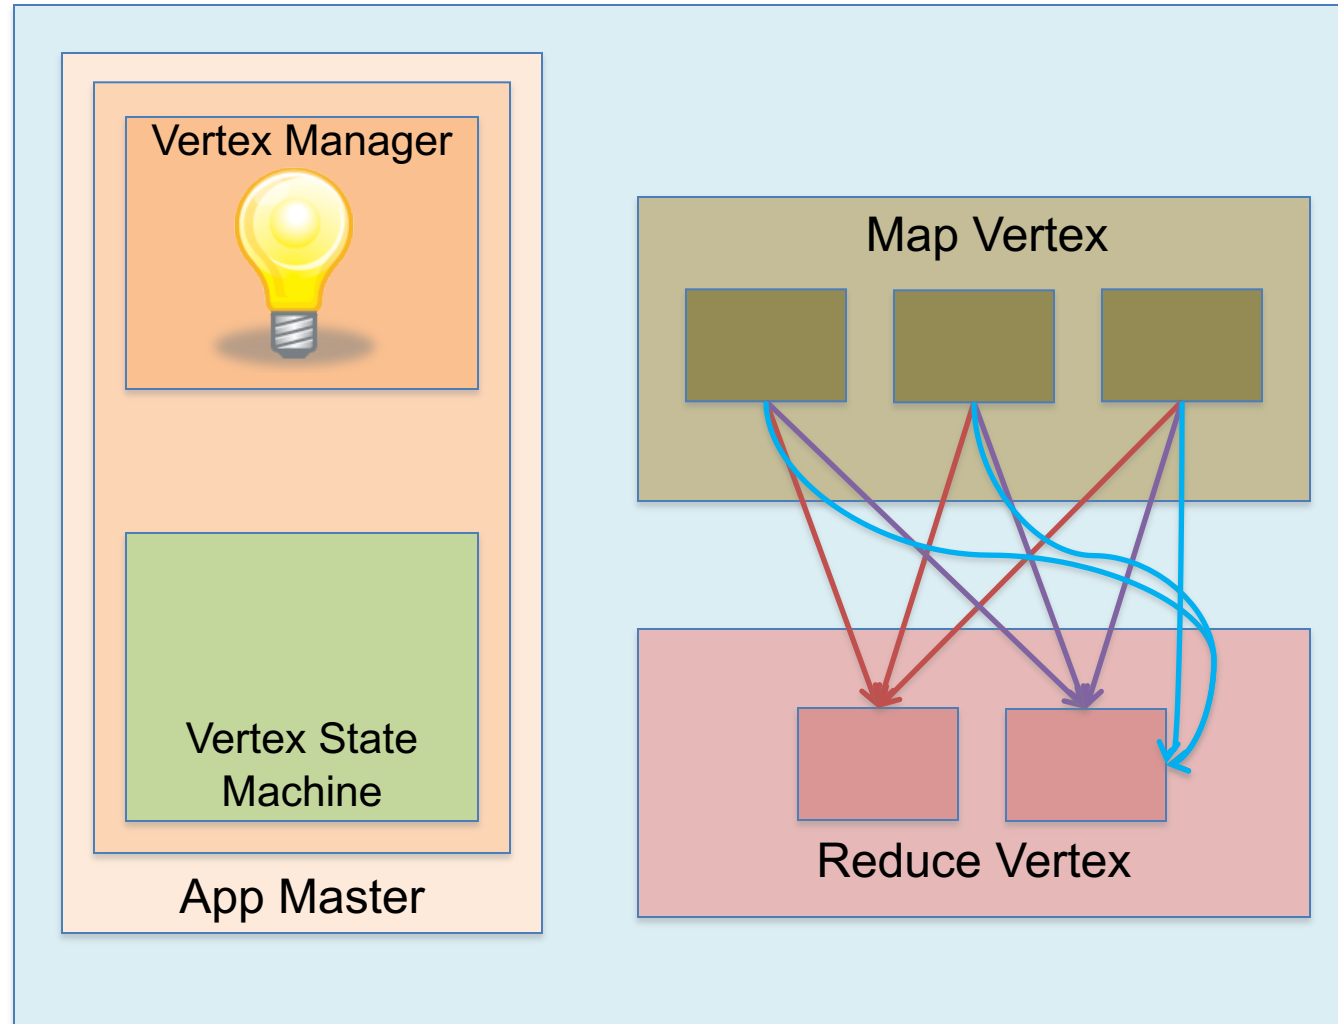 Vertex Manager
Map Vertex
Vertex State
Machine
Reduce Vertex
App Master